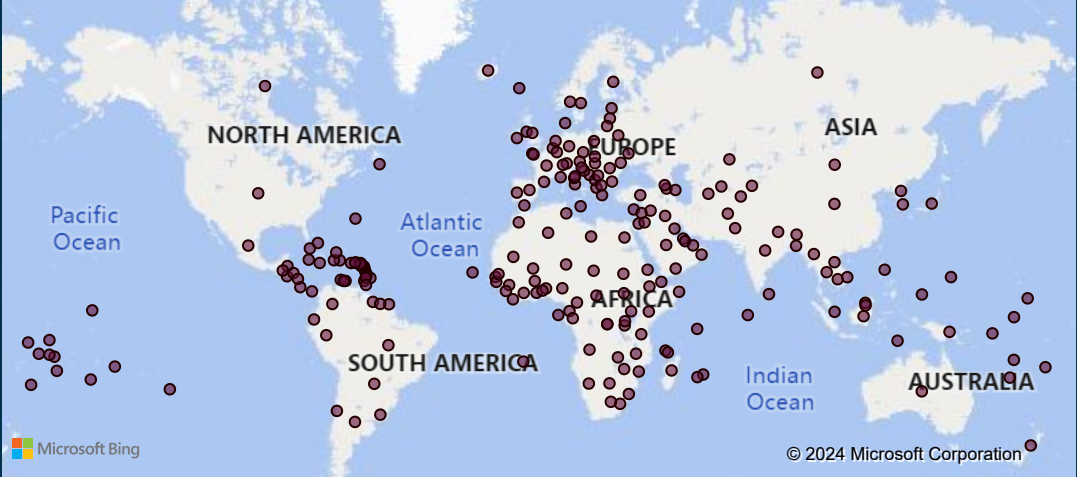 NORTH AMERICA
EUROPE
ASIA
Pacific
Ocean
Atlantic
Ocean
AFRICA
SOUTH AMERICA
Indian
Ocean
AUSTRALIA
Microsoft Bing
© 2024 Microsoft Corporation